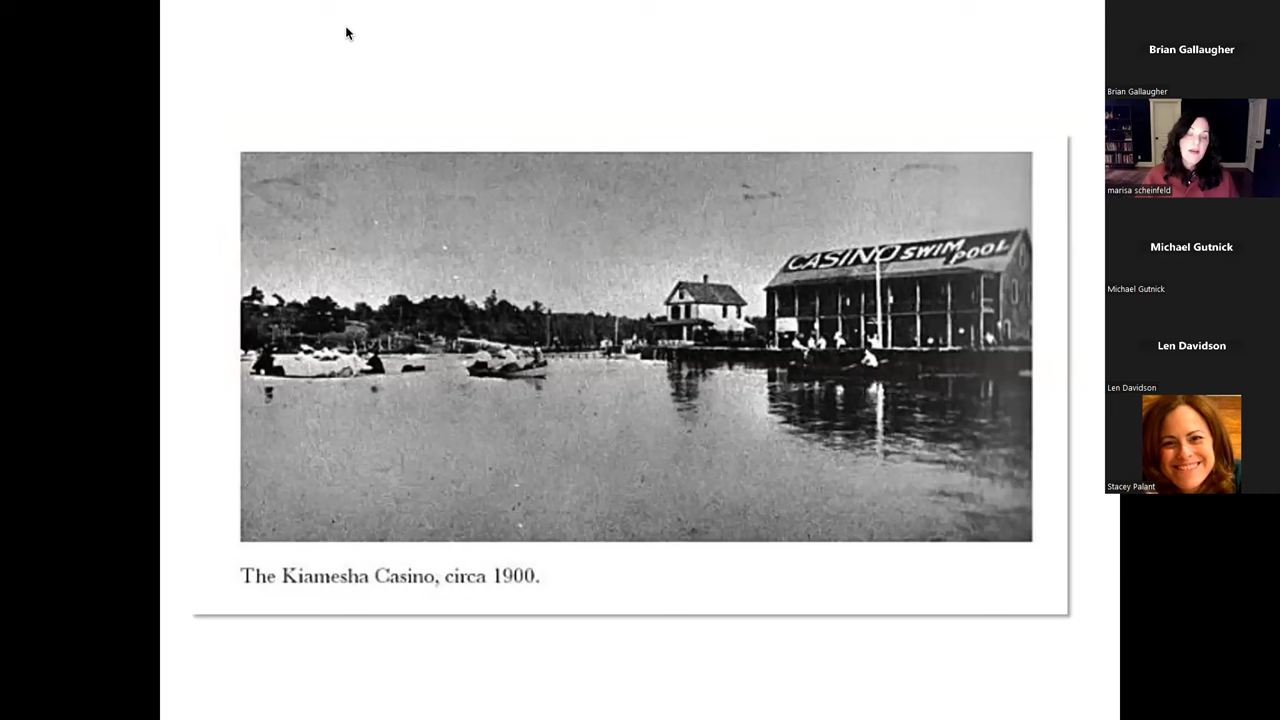 CASINO SWIM
POOL
The Kiamesha Casino, circa 1900.
Brian Gallaugher
Brian Gallaugher
marisa scheinfeld
Michael Gutnick
Michael Gutnick
Len Davidson
Len Davidson
Stacey Palant